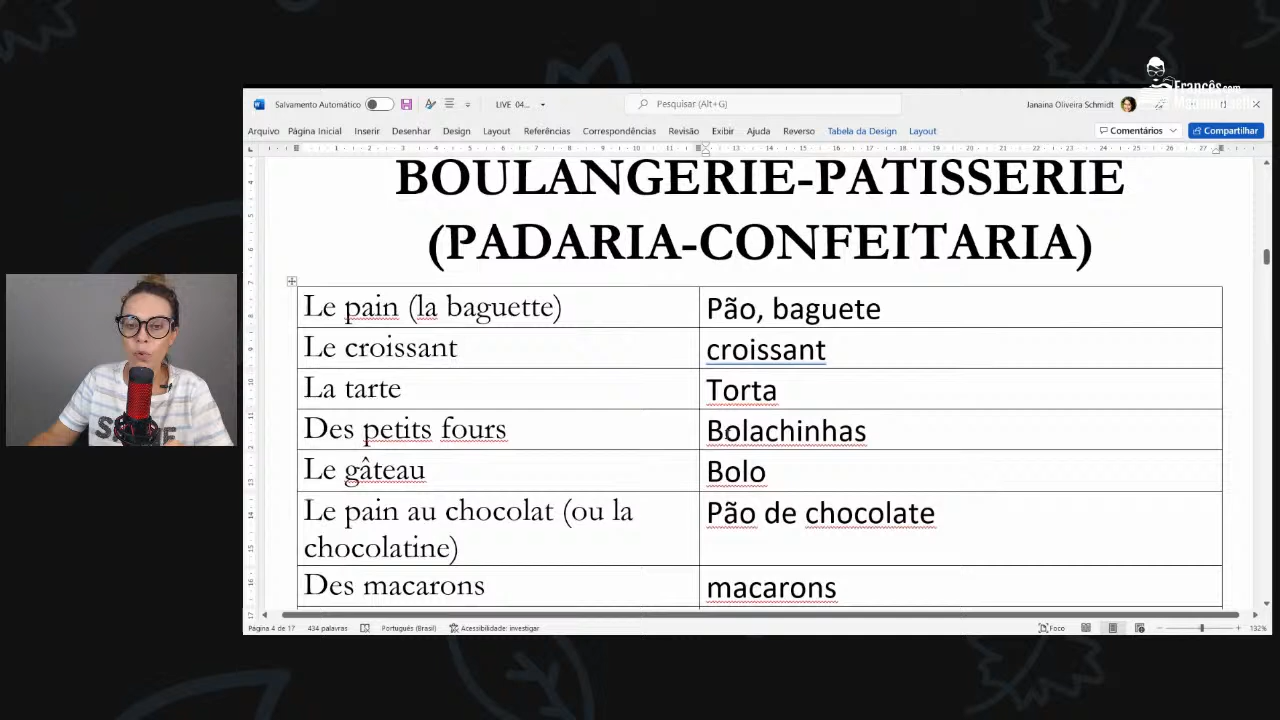 Francês com
Salvamento Automático
LIVE 04...
Pesquisar (Alt+G)
Janaina Oliveira Schmidt
Arquivo Página Inicial Inserir Desenhar Design Layout Referências Correspondências Revisão Exibir Ajuda Reverso Tabela da Design Layout
Comentários Compartilhar
BOULANGERIE-PATISSERIE
(PADARIA-CONFEITARIA)
Le pain (la baguette) Pão, baguete
Le croissant croissant
La tarte Torta
Des petits fours Bolachinhas
Le gâteau Bolo
Le pain au chocolat (ou la Pão de chocolate
chocolatine)
Des macarons macarons
Página 4 de 17 434 palavras Português (Brasil) Acessibilidade: investigar Foco 132%